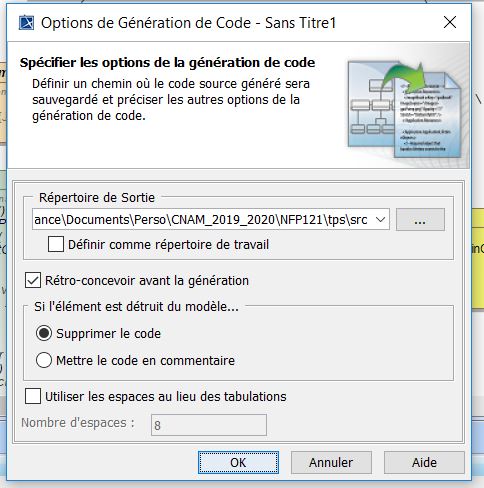 Options de Génération de Code - Sans Titre1
Spécifier les options de la génération de code
Définir un chemin où le code source généré sera
sauvegardé et préciser les autres options de la
génération de code.
Répertoire de Sortie
ance\Documents\Perso\CNAM_2019_2020\NFP121\tps\src
...
Définir comme répertoire de travail
Rétro-concevoir avant la génération
Si l'élément est détruit du modèle...
Supprimer le code
Mettre le code en commentaire
Utiliser les espaces au lieu des tabulations
Nombre d'espaces :
8
OK
Annuler
Aide